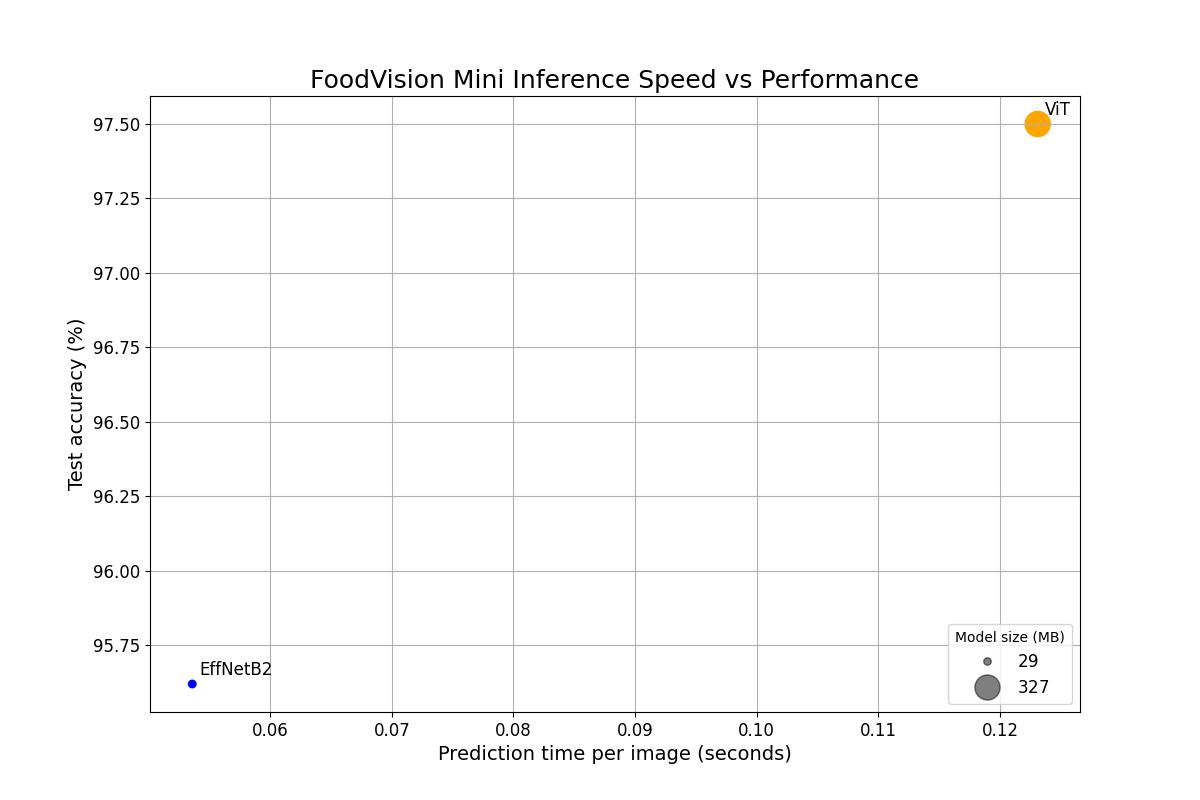 FoodVision Mini Inference Speed vs Performance
ViT
97.50
97.25
97.00
96.75
96.50
96.25
96.00
95.75
Test accuracy (%)
EffNetB2
Model size (MB)
29
327
0.06 0.07 0.08 0.09 0.10 0.11 0.12
Prediction time per image (seconds)